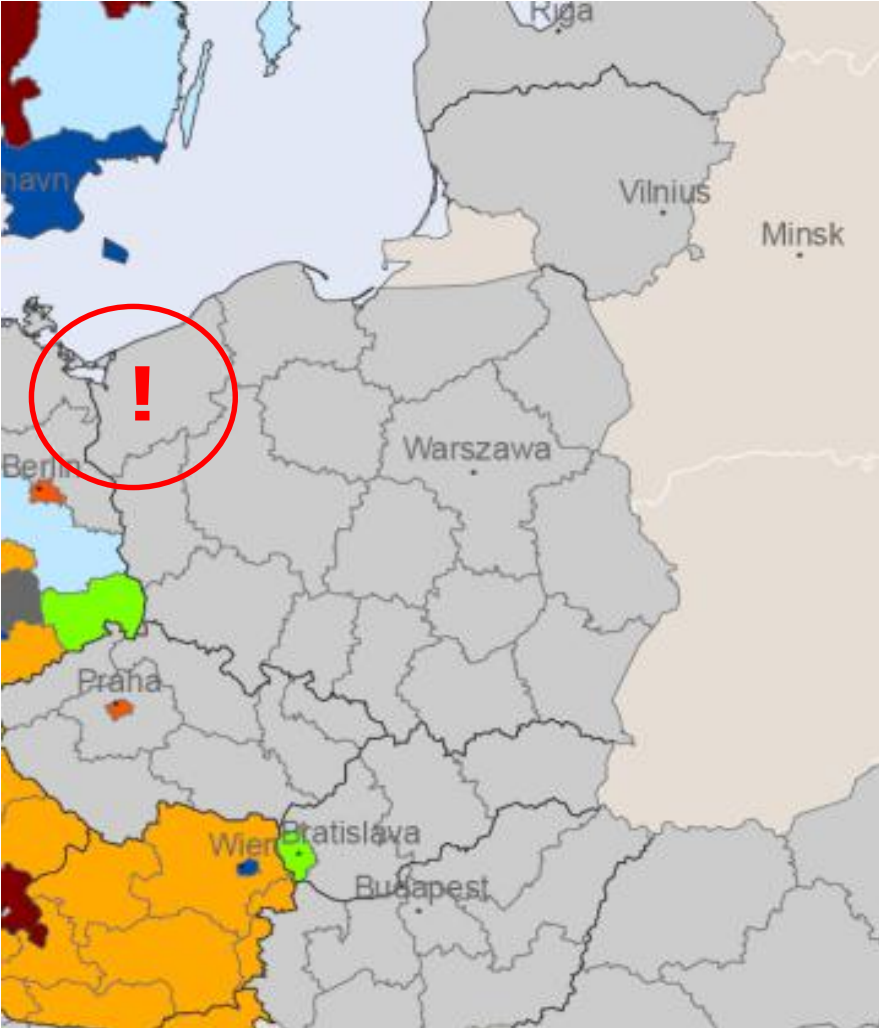 Riga
havn
Vilnius
Minsk
!
Warszawa
Berlin
Praha
Wien
Bratislava
Budapest